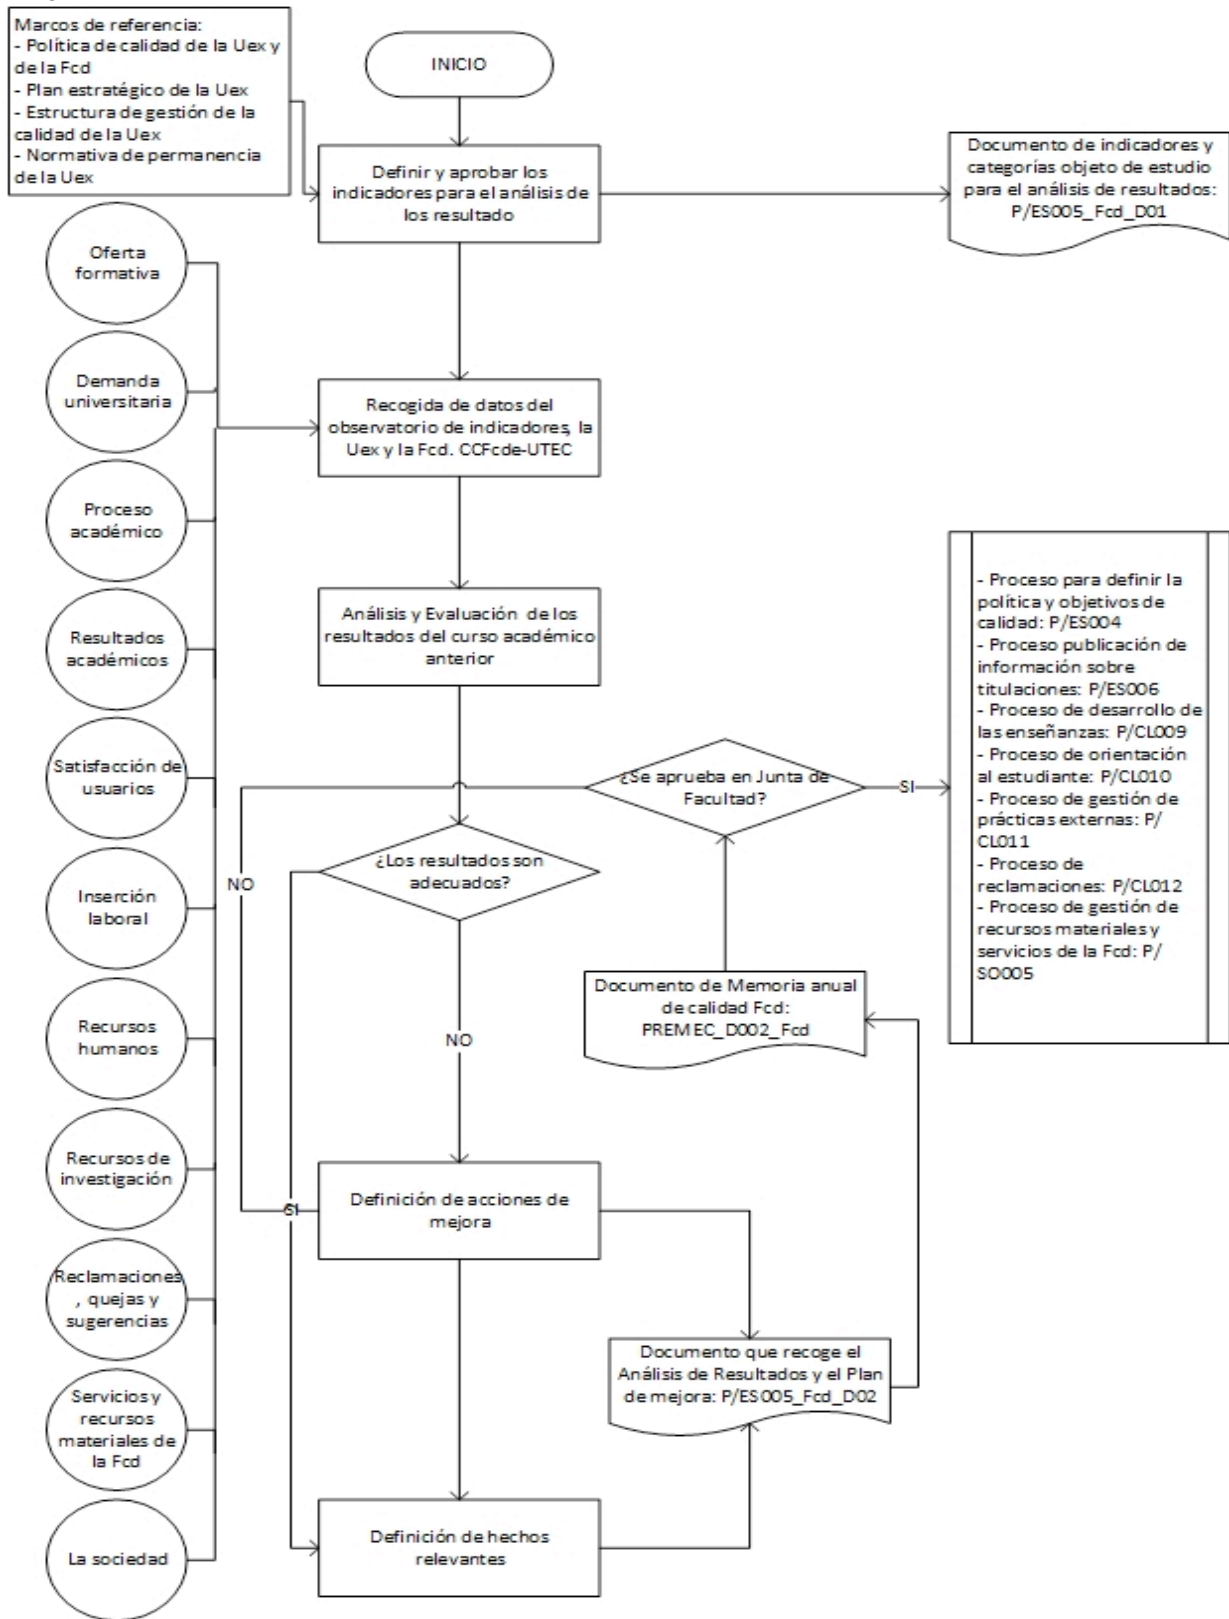 Marcos de referencia:
- Política de calidad de la Uex y
de la Fcd
- Plan estratégico de la Uex
- Estructura de gestión de la
calidad de la Uex
- Normativa de permanencia
de la Uex
INICIO
Definir y aprobar los
indicadores para el análisis de
los resultado
Documento de indicadores y
categorías objeto de estudio
para el análisis de resultados:
P/ES005_Fcd_D01
Oferta
formativa
Demanda
universitaria
Proceso
académico
Resultados
académicos
Satisfacción de
usuarios
Inserción
laboral
Recursos
humanos
Recursos de
investigación
Reclamaciones
, quejas y
sugerencias
Servicios y
recursos
materiales de
la Fcd
La sociedad
Recogida de datos del
observatorio de indicadores, la
Uex y la Fcd. CCFcde-UTEC
Análisis y Evaluación de los
resultados del curso académico
anterior
¿Los resultados son
adecuados?
NO
SI
NO
Definición de acciones de
mejora
Definición de hechos
relevantes
Documento que recoge el
Análisis de Resultados y el Plan
de mejora: P/ES005_Fcd_D02
Documento de Memoria anual
de calidad Fcd:
PREMEC_D002_Fcd
¿Se aprueba en Junta de
Facultad?
SI
- Proceso para definir la
política y objetivos de
calidad: P/ES004
- Proceso publicación de
información sobre
titulaciones: P/ES006
- Proceso de desarrollo de
las enseñanzas: P/CL009
- Proceso de orientación
al estudiante: P/CL010
- Proceso de gestión de
prácticas externas: P/
CL011
- Proceso de
reclamaciones: P/CL012
- Proceso de gestión de
recursos materiales y
servicios de la Fcd: P/
SO005